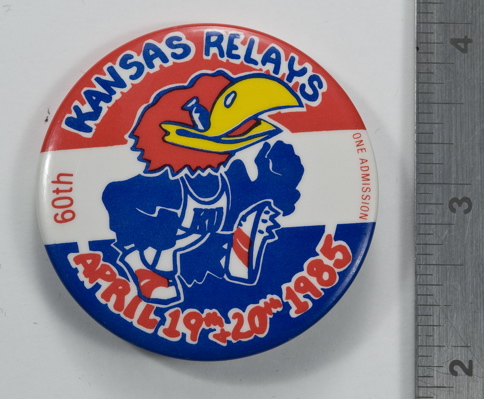 KANSAS RELAYS
60th
ONE ADMISSION
KU
APRIL 19th + 20th 1985
4
3
2